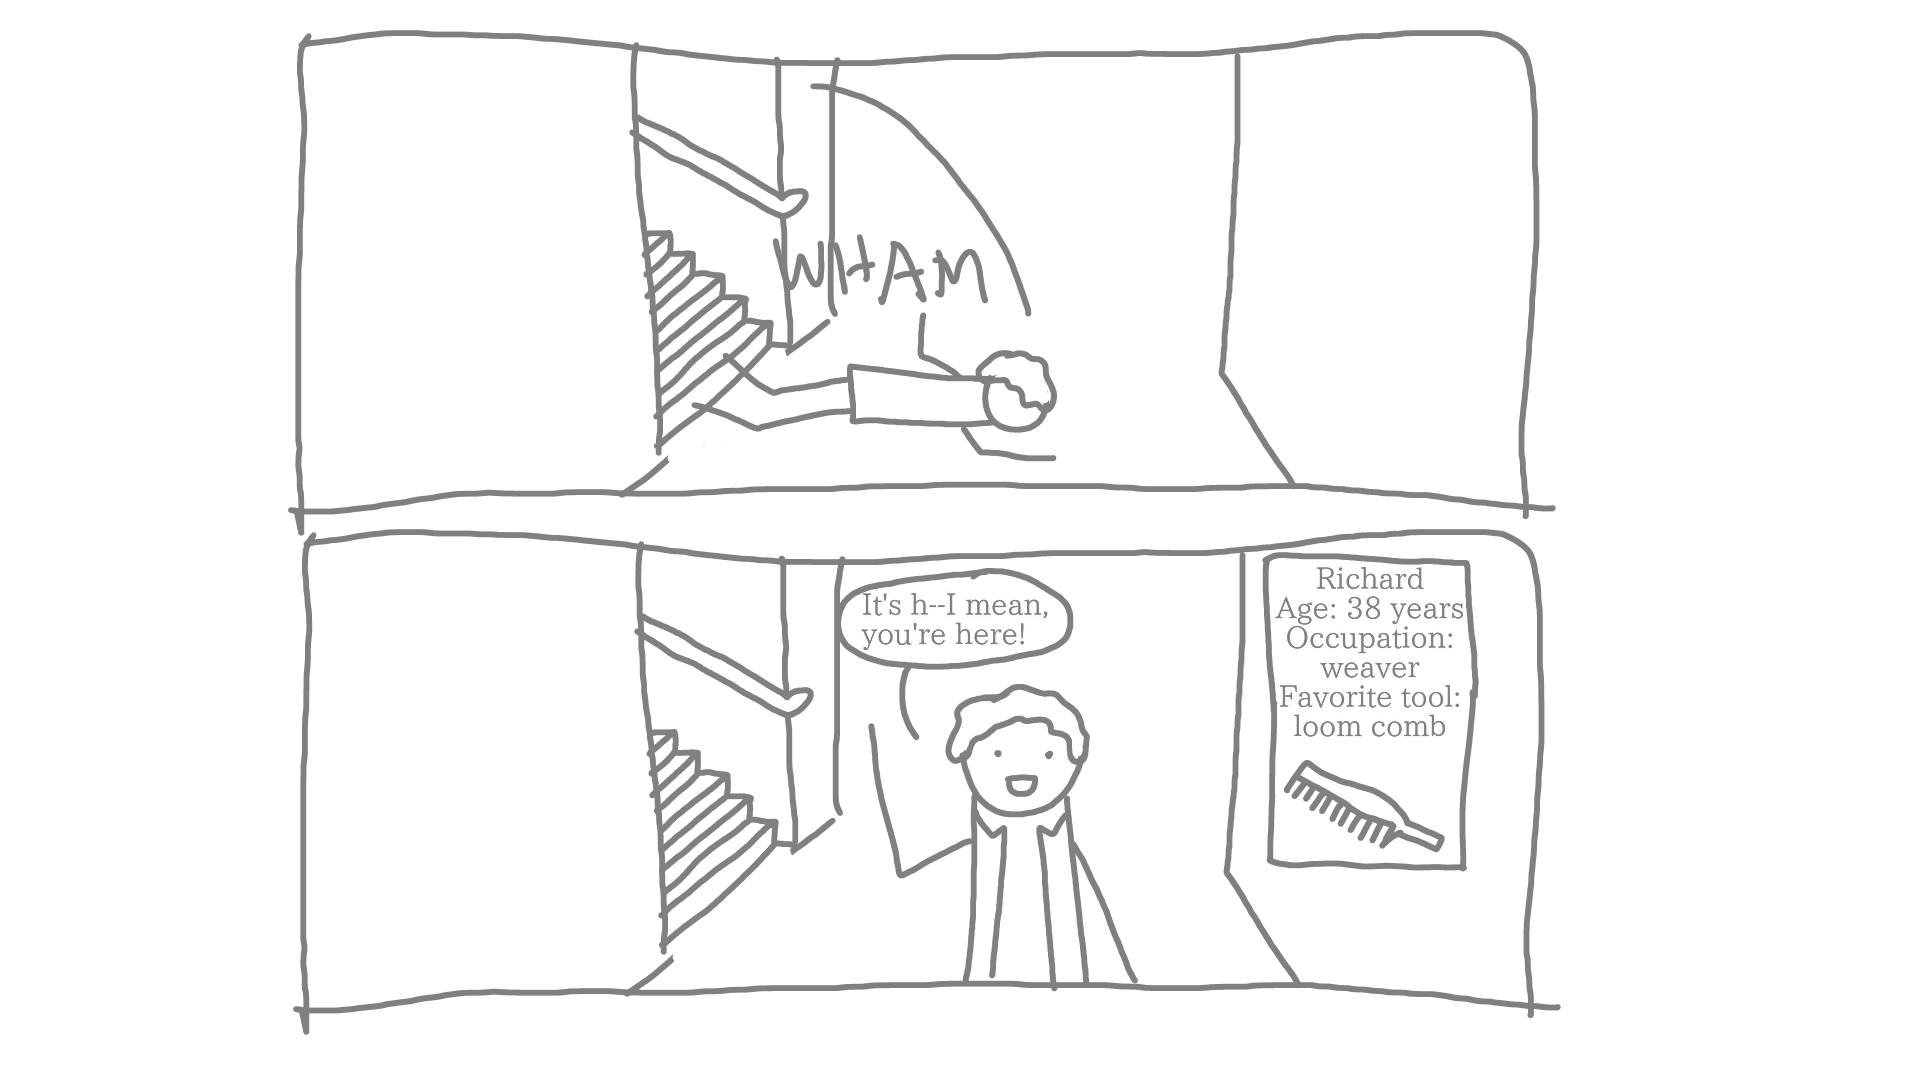 WHAM
It's h--I mean,
you're here!
Richard
Age: 38 years
Occupation:
weaver
Favorite tool:
loom comb